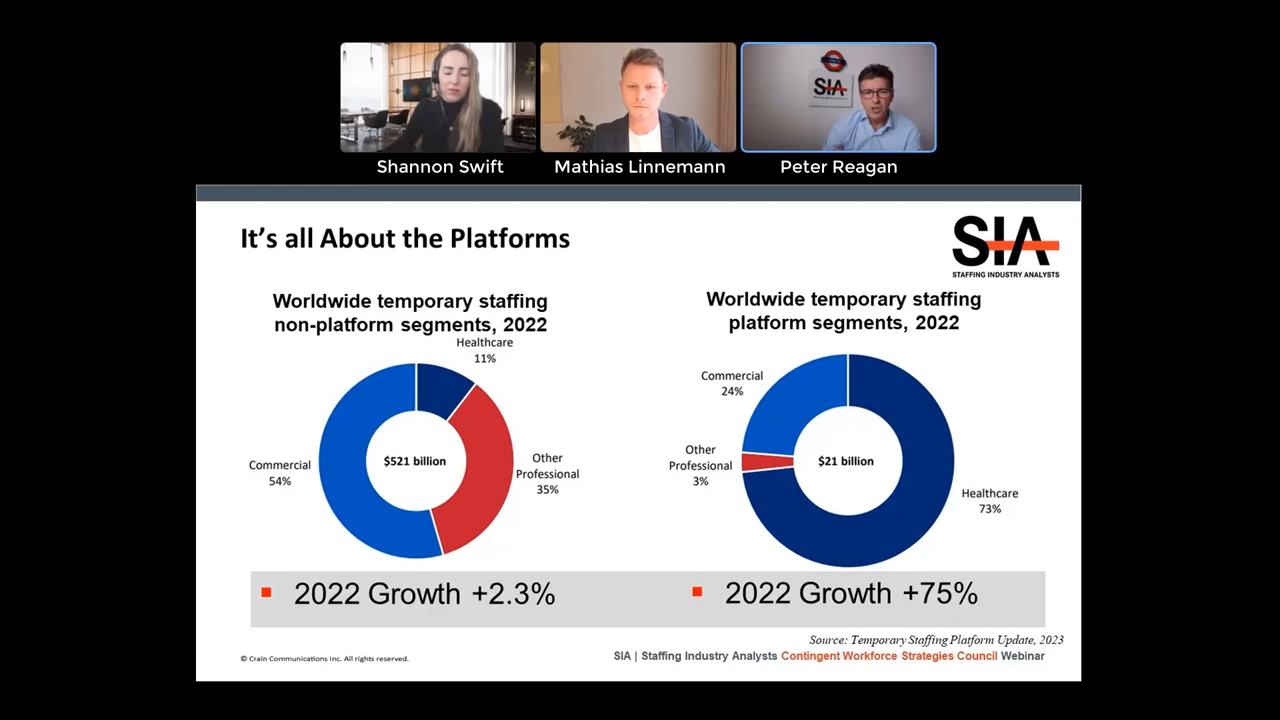 SIA
Shannon Swift
Mathias Linnemann
Peter Reagan
It's all About the Platforms
SIA
STAFFING INDUSTRY ANALYSTS
Worldwide temporary staffing
non-platform segments, 2022
Healthcare
11%
Commercial
54%
$521 billion
Other
Professional
35%
Worldwide temporary staffing
platform segments, 2022
Commercial
24%
Other
Professional
3%
$21 billion
Healthcare
73%
2022 Growth +2.3%
2022 Growth +75%
Source: Temporary Staffing Platform Update, 2023
© Crain Communications Inc. All rights reserved.
SIA | Staffing Industry Analysts Contingent Workforce Strategies Council Webinar